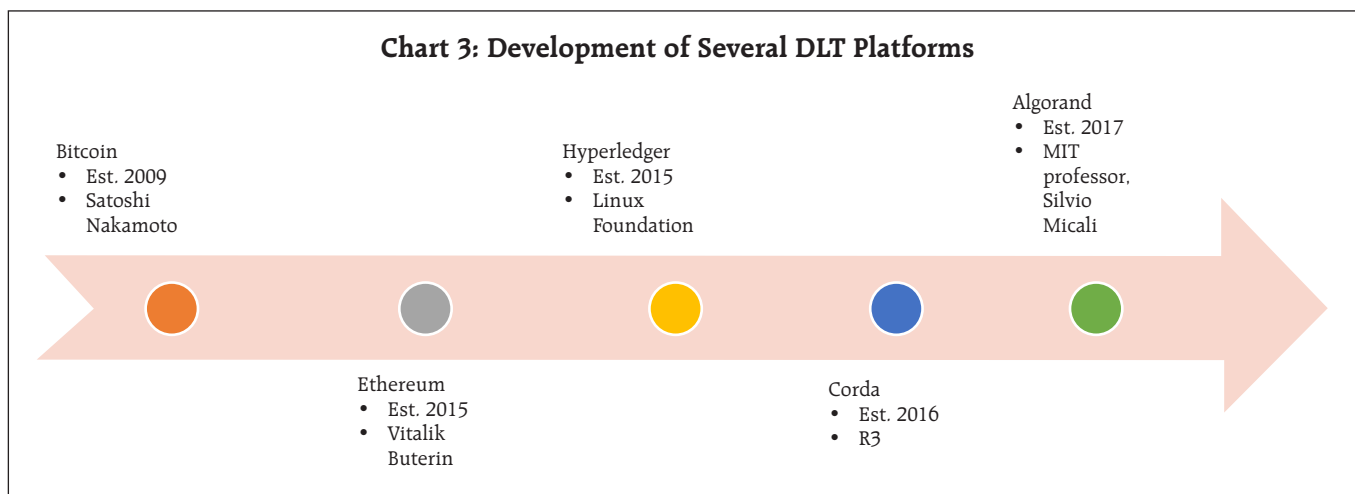 Chart 3: Development of Several DLT Platforms
Bitcoin
• Est. 2009
• Satoshi
Nakamoto
Ethereum
• Est. 2015
• Vitalik
Buterin
Hyperledger
• Est. 2015
• Linux
Foundation
Corda
• Est. 2016
• R3
Algorand
• Est. 2017
• MIT
professor,
Silvio
Micali